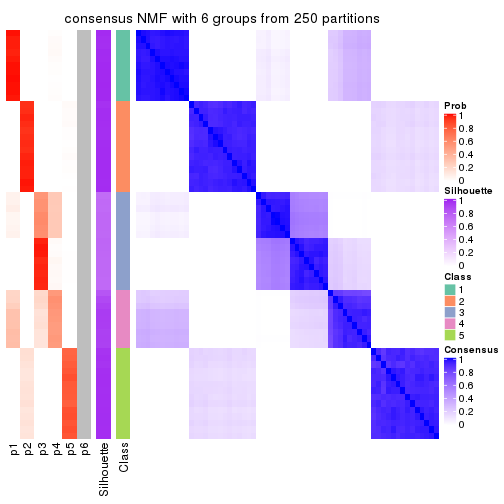 consensus NMF with 6 groups from 250 partitions
Prob
1
0.8
0.6
0.4
0.2
0
Silhouette
1
0.8
0.6
0.4
0.2
0
Class
1
2
3
4
5
Consensus
1
0.8
0.6
0.4
0.2
0
p1
p2
p3
p4
p5
p6
Silhouette
Class